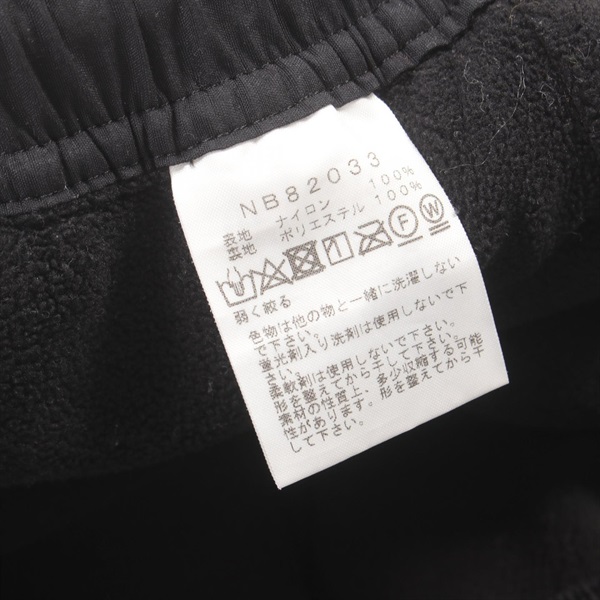 NB82033
表地 ナイロン 100%
裏地 ポリエステル 100%
F W
弱く絞る
色物は他の物と一緒に洗濯しない
で下さい。
蛍光剤入り洗剤は使用しないで下
さい。
柔軟剤は使用しないで下さい。
形を整えてから干して下さい。
素材の性質上、多少収縮する可能
性があります。形を整えてから干
して下さい。